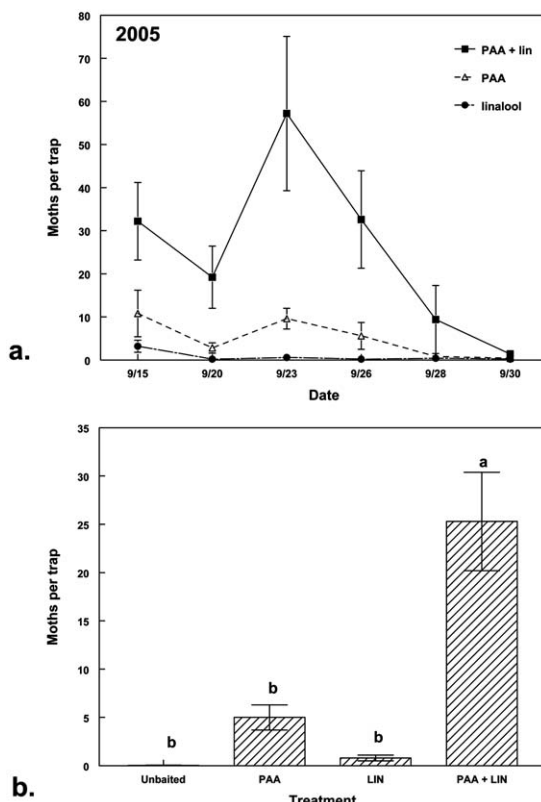 2005
PAA + lin
PAA
linalool
80
70
60
50
40
30
20
10
0
Moths per trap
9/15 9/20 9/23 9/26 9/28 9/30
Date
a.
35
30
25
20
15
10
5
0
Moths per trap
b b b a
Unbaited PAA LIN PAA + LIN
Treatment
b.